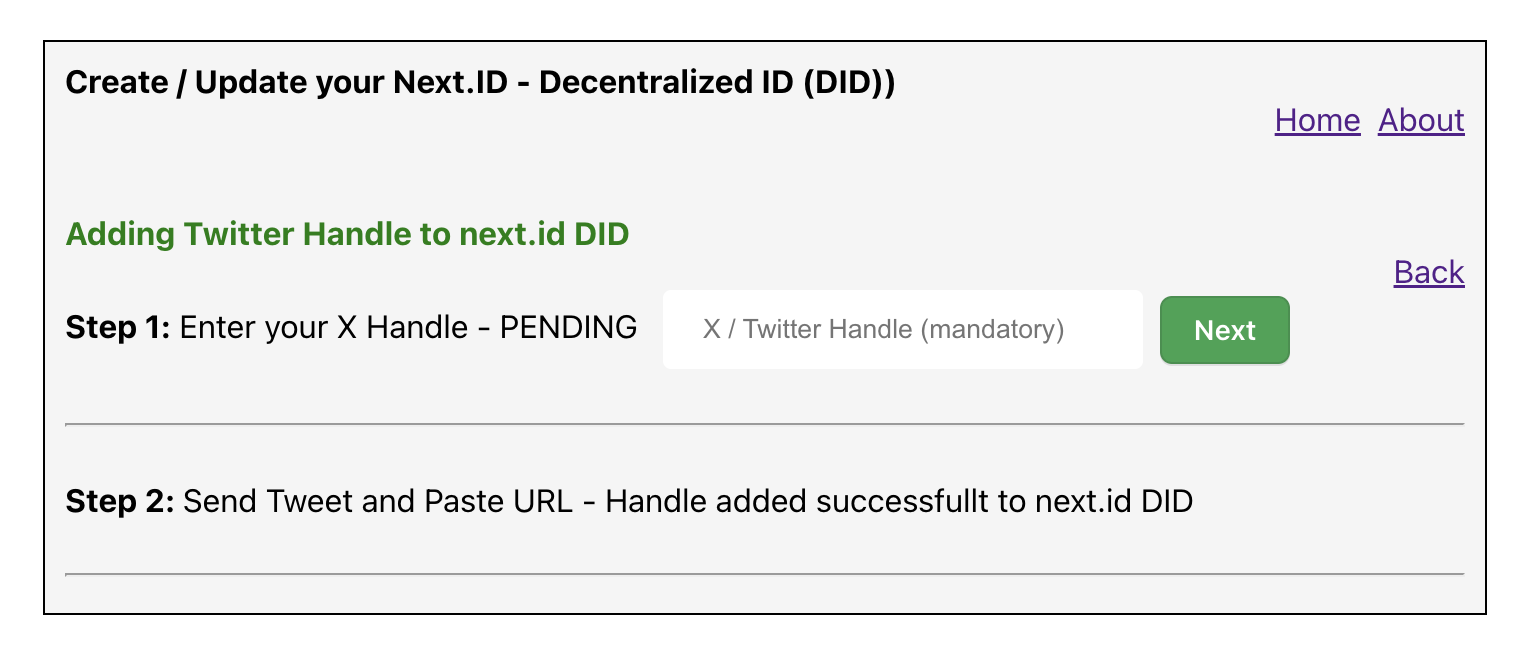 Create / Update your Next.ID - Decentralized ID (DID))
Home About
Adding Twitter Handle to next.id DID
Back
Step 1: Enter your X Handle - PENDING X / Twitter Handle (mandatory) Next
Step 2: Send Tweet and Paste URL - Handle added successfullt to next.id DID